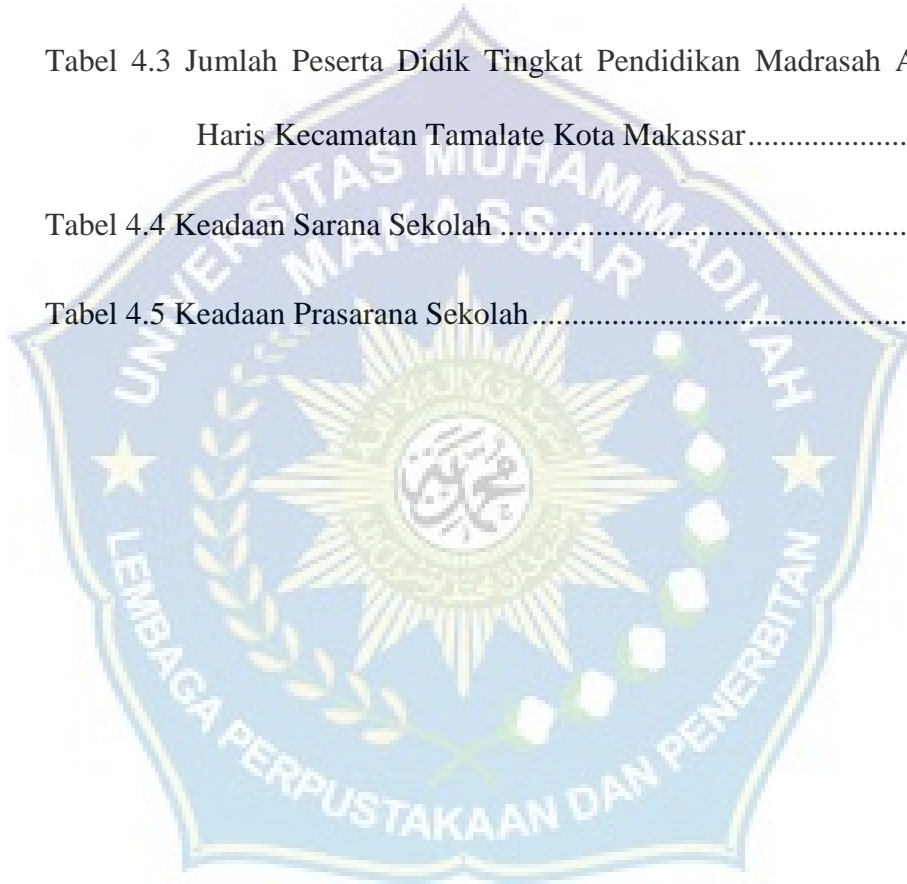 Tabel 4.3 Jumlah Peserta Didik Tingkat Pendidikan Madrasah A
Haris Kecamatan Tamalate Kota Makassar....................
Tabel 4.4 Keadaan Sarana Sekolah ...................................................
Tabel 4.5 Keadaan Prasarana Sekolah...............................................
UNIVERSITAS MUHAMMADIYAH
MAKASSAR
محمدية
LEMBAGA PERPUSTAKAAN DAN PENERBITAN